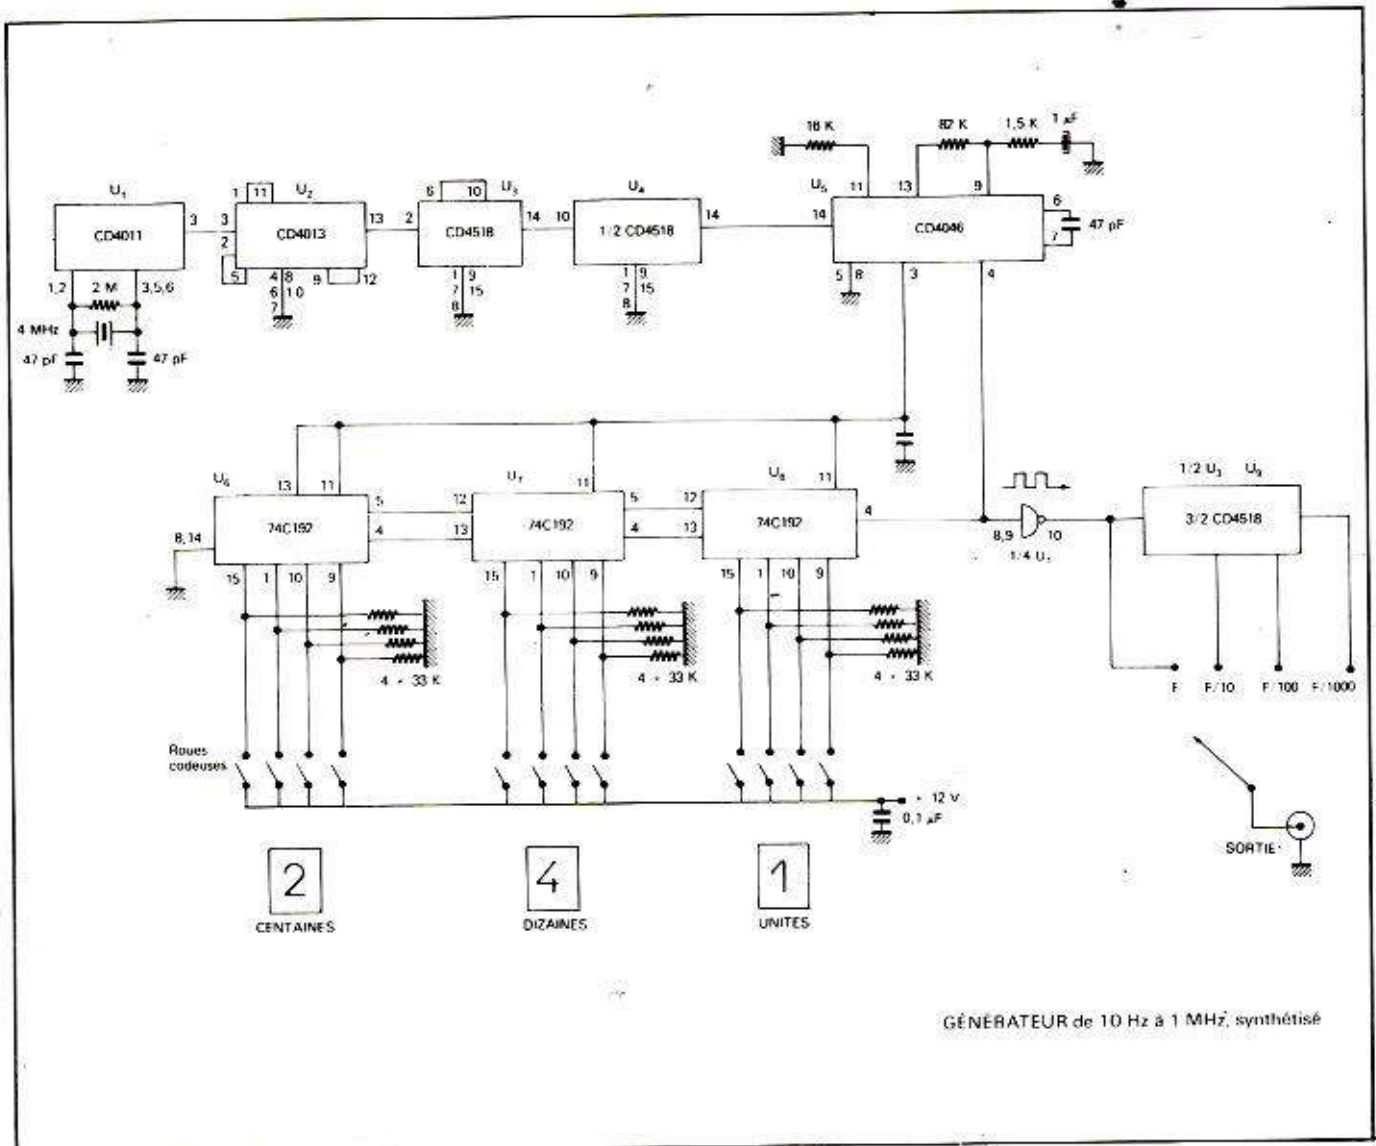 16 K
82 K
1,5 K
1 µF
U₁
1 11 U₂
6 10 U₃
U₄
U₅ 11 13 9
3 3 13 2 14 10 14 14 6
CD4011
CD4013
CD4518
1/2 CD4518
CD4046
47 pF
2
5 4 8 9 12
6 10
7
1 9
7 15
8
1 9
7 15
8
5 8 3 4 7
1,2 2 M 3,5,6
4 MHz
47 pF 47 pF
U₆ 13 11
U₇ 11
U₈ 11
1/2 U₃ U₉
74C192
5 12
4 13
74C192
5 12
4 13
74C192
4
8,9 10
3/2 CD4518
8,14
15 1 10 9
15 1 10 9
15 1 10 9
4 × 33 K
4 × 33 K
4 × 33 K
F F/10 F/100 F/1000
Roues
codeuses
+ 12 V
0,1 µF
SORTIE
2 4 1
CENTAINES DIZAINES UNITES
GÉNÉRATEUR de 10 Hz à 1 MHz, synthétisé